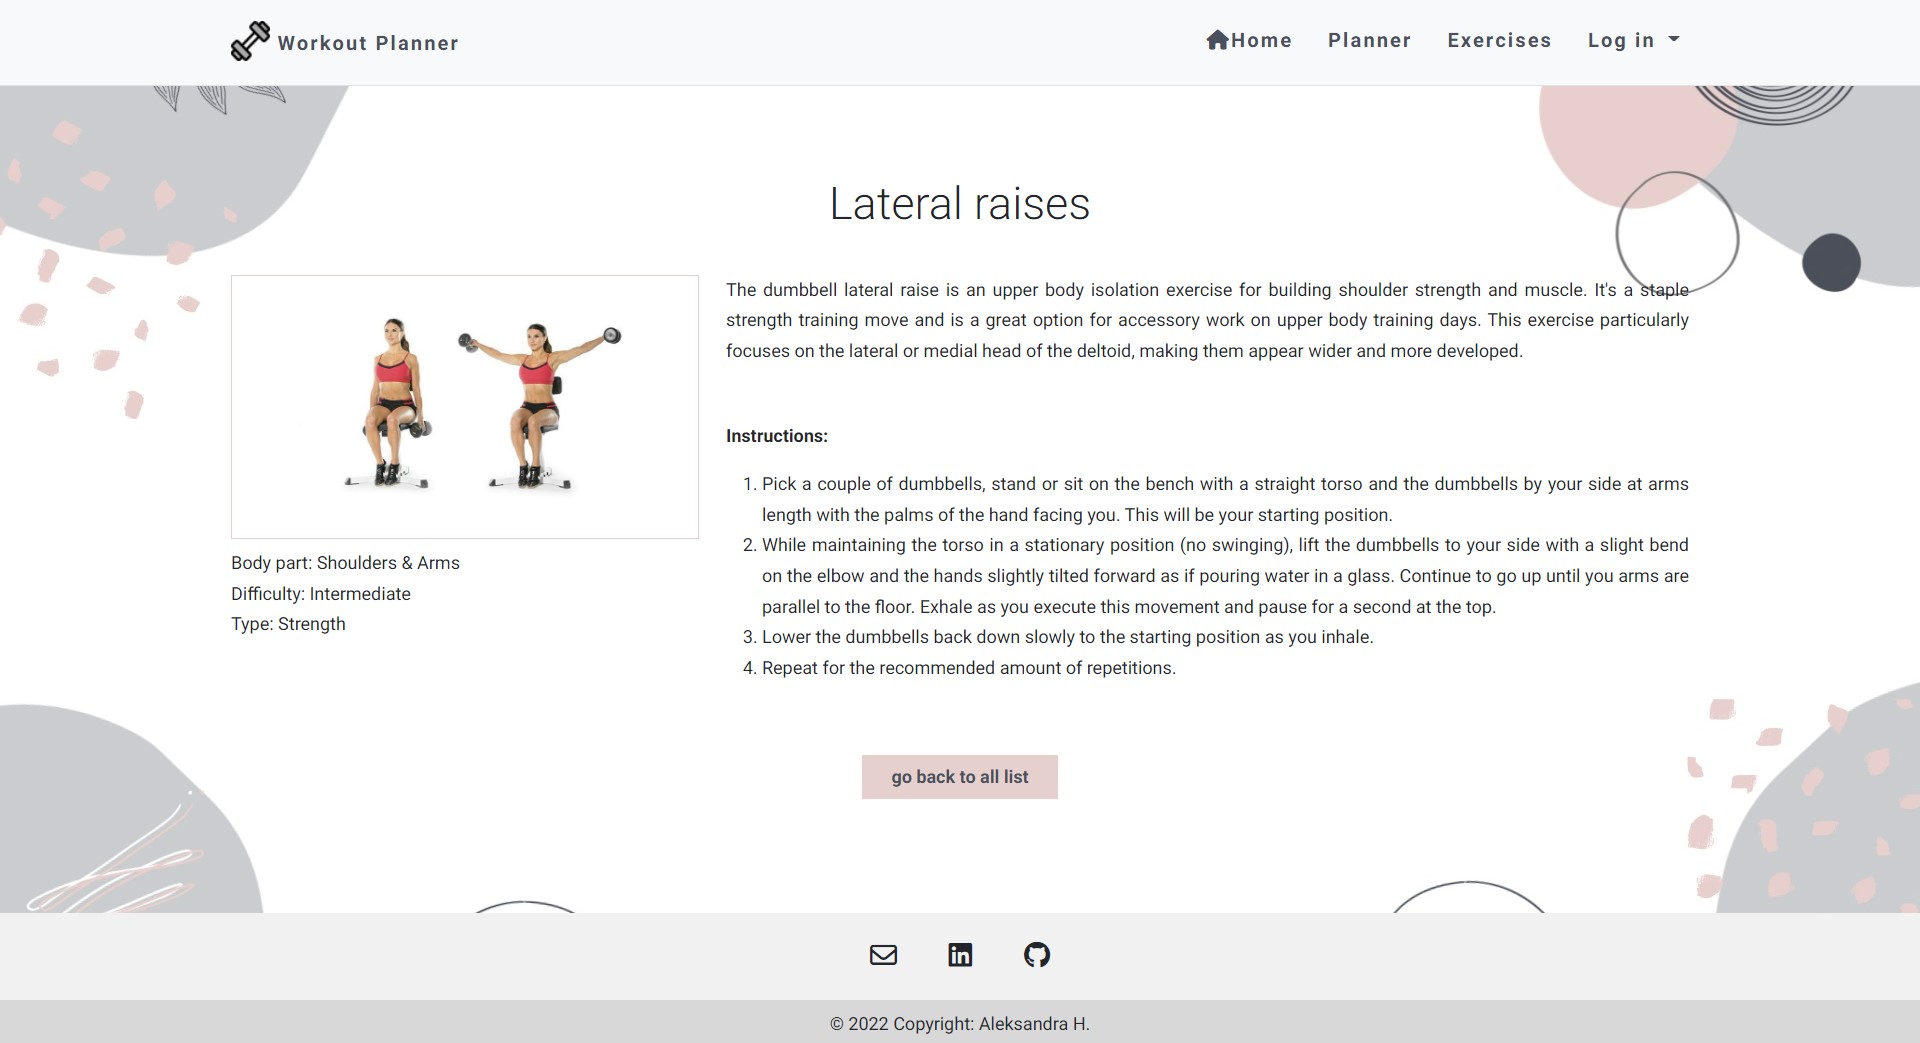 Workout Planner
Home Planner Exercises Log in
Lateral raises
The dumbbell lateral raise is an upper body isolation exercise for building shoulder strength and muscle. It's a staple
strength training move and is a great option for accessory work on upper body training days. This exercise particularly
focuses on the lateral or medial head of the deltoid, making them appear wider and more developed.
Body part: Shoulders & Arms
Difficulty: Intermediate
Type: Strength
Instructions:
1. Pick a couple of dumbbells, stand or sit on the bench with a straight torso and the dumbbells by your side at arms
length with the palms of the hand facing you. This will be your starting position.
2. While maintaining the torso in a stationary position (no swinging), lift the dumbbells to your side with a slight bend
on the elbow and the hands slightly tilted forward as if pouring water in a glass. Continue to go up until you arms are
parallel to the floor. Exhale as you execute this movement and pause for a second at the top.
3. Lower the dumbbells back down slowly to the starting position as you inhale.
4. Repeat for the recommended amount of repetitions.
go back to all list
in
© 2022 Copyright: Aleksandra H.